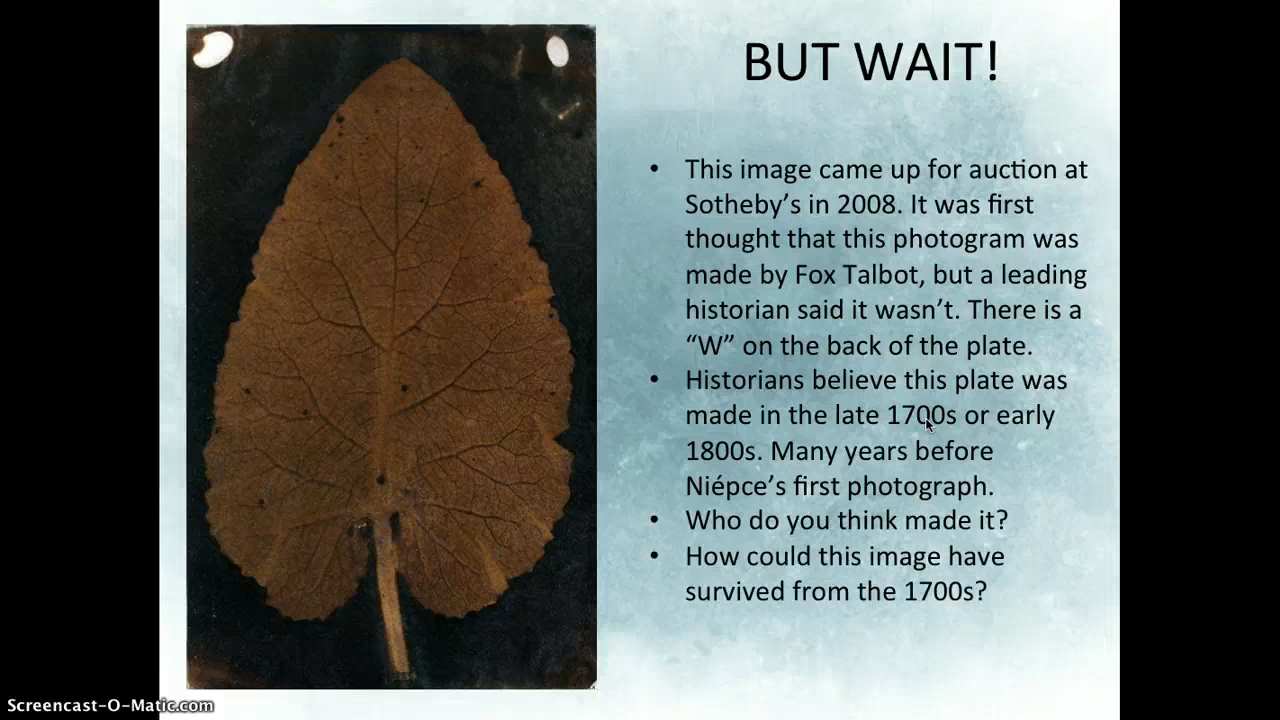 BUT WAIT!
• This image came up for auction at
Sotheby’s in 2008. It was first
thought that this photogram was
made by Fox Talbot, but a leading
historian said it wasn’t. There is a
“W” on the back of the plate.
• Historians believe this plate was
made in the late 1700s or early
1800s. Many years before
Niépce’s first photograph.
• Who do you think made it?
• How could this image have
survived from the 1700s?
Screencast-O-Matic.com